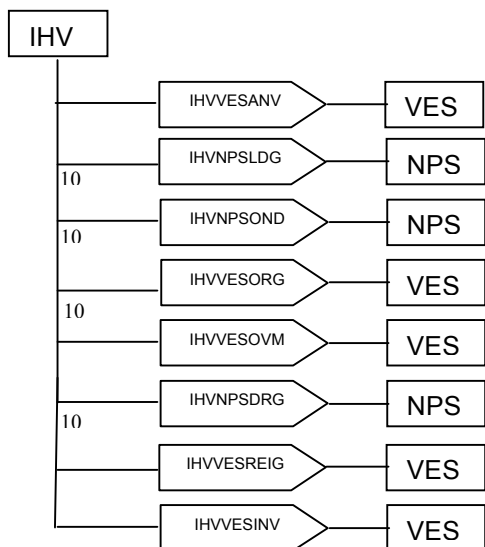 IHV
IHVVESANV VES
IHVNPSLDG NPS
10
IHVNPSOND NPS
10
IHVVESORG VES
10
IHVVESOVM VES
IHVNPSDRG NPS
10
IHVVESREIG VES
IHVVESINV VES